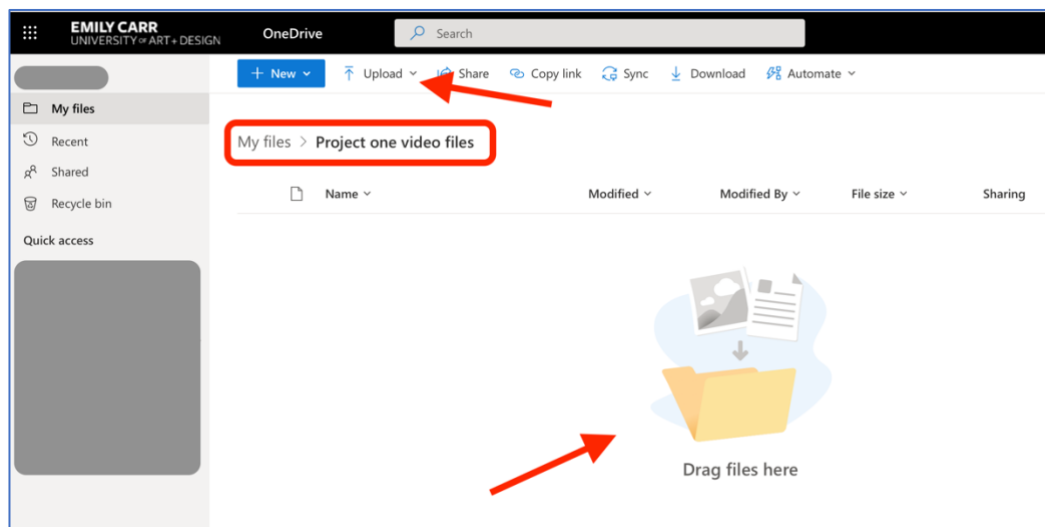 EMILY CARR
UNIVERSITY OF ART + DESIGN
OneDrive
Search
+ New
Upload
Share
Copy link
Sync
Download
Automate
My files
Recent
Shared
Recycle bin
Quick access
My files > Project one video files
Name
Modified
Modified By
File size
Sharing
Drag files here